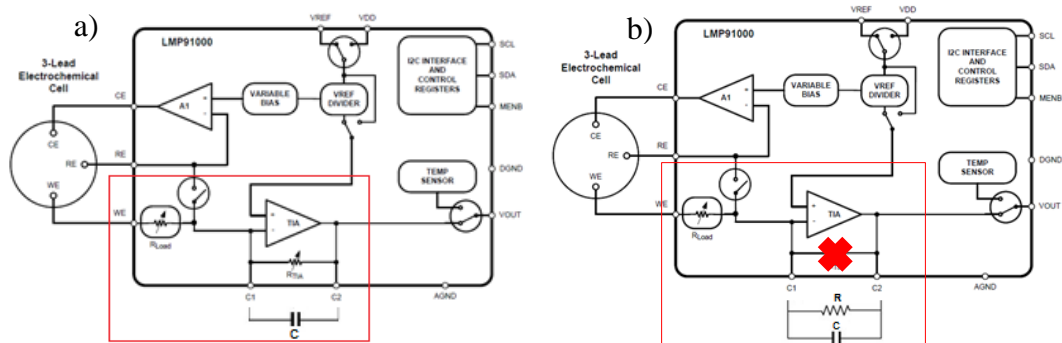 a)
VREF
VDD
LMP91000
3-Lead
Electrochemical
Cell
CE
A1
+
-
VARIABLE
BIAS
VREF
DIVIDER
I2C INTERFACE
AND
CONTROL
REGISTERS
SCL
SDA
MENB
CE
RE
WE
RE
WE
RLoad
+
-
TIA
RTIA
TEMP
SENSOR
DGND
VOUT
C1
C2
AGND
C
b)
VREF
VDD
LMP91000
3-Lead
Electrochemical
Cell
CE
A1
+
-
VARIABLE
BIAS
VREF
DIVIDER
I2C INTERFACE
AND
CONTROL
REGISTERS
SCL
SDA
MENB
CE
RE
WE
RE
WE
RLoad
+
-
TIA
TEMP
SENSOR
DGND
VOUT
C1
C2
AGND
R
C